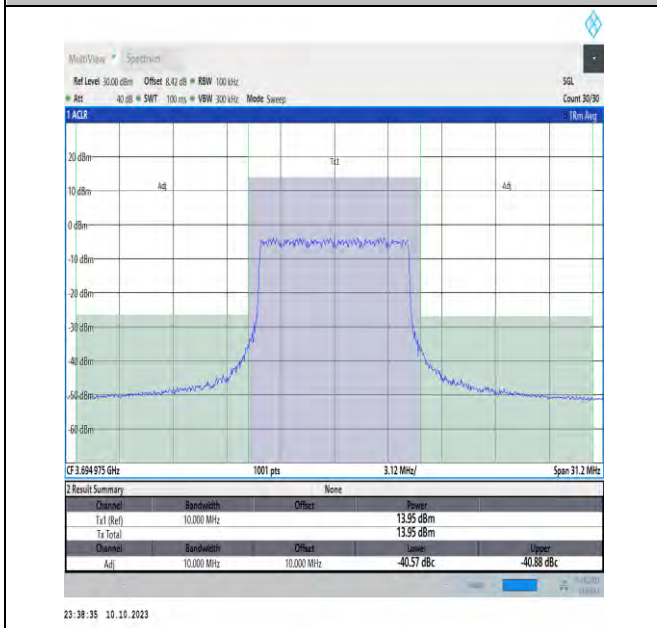 MultiView Spectrum
Ref Level 30.00 dBm Offset 8.42 dB RBW 100 kHz SGL
Att 40 dB SWT 100 ms VBW 300 kHz Mode Sweep Count 30/30
1 ACLR 1Rm Avg
Tx1
20 dBm
Adj Adj
10 dBm
0 dBm
-10 dBm
-20 dBm
-30 dBm
-40 dBm
-50 dBm
-60 dBm
CF 3.694 975 GHz 1001 pts 3.12 MHz/ Span 31.2 MHz
2 Result Summary None
Channel Bandwidth Offset Power
Tx1 (Ref) 10.000 MHz 13.95 dBm
Tx Total 13.95 dBm
Channel Bandwidth Offset Lower Upper
Adj 10.000 MHz 10.000 MHz -40.57 dBc -40.88 dBc
23:38:35 10.10.2023